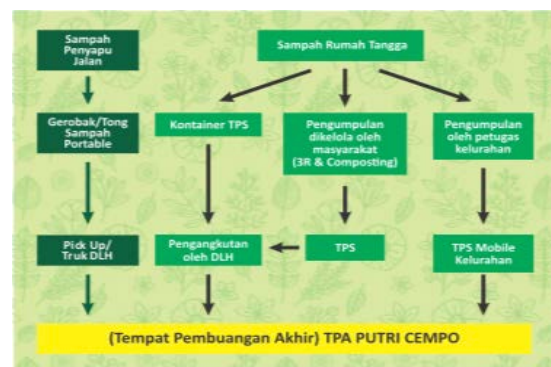 Sampah
Penyapu
Jalan
Sampah Rumah Tangga
Gerobak/Tong
Sampah
Portable
Kontainer TPS
Pengumpulan
dikelola oleh
masyarakat
(3R & Composting)
Pengumpulan
oleh petugas
kelurahan
Pick Up/
Truk DLH
Pengangkutan
oleh DLH
TPS
TPS Mobile
Kelurahan
(Tempat Pembuangan Akhir) TPA PUTRI CEMPO